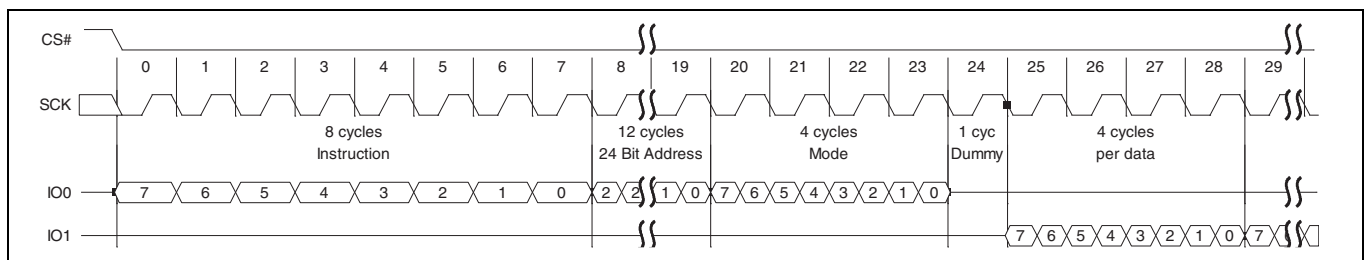 CS#
0 1 2 3 4 5 6 7 8 19 20 21 22 23 24 25 26 27 28 29
SCK
8 cycles 12 cycles 4 cycles 1 cyc 4 cycles
Instruction 24 Bit Address Mode Dummy per data
IO0 7 6 5 4 3 2 1 0 2 2 1 0 7 6 5 4 3 2 1 0
IO1 7 6 5 4 3 2 1 0 7